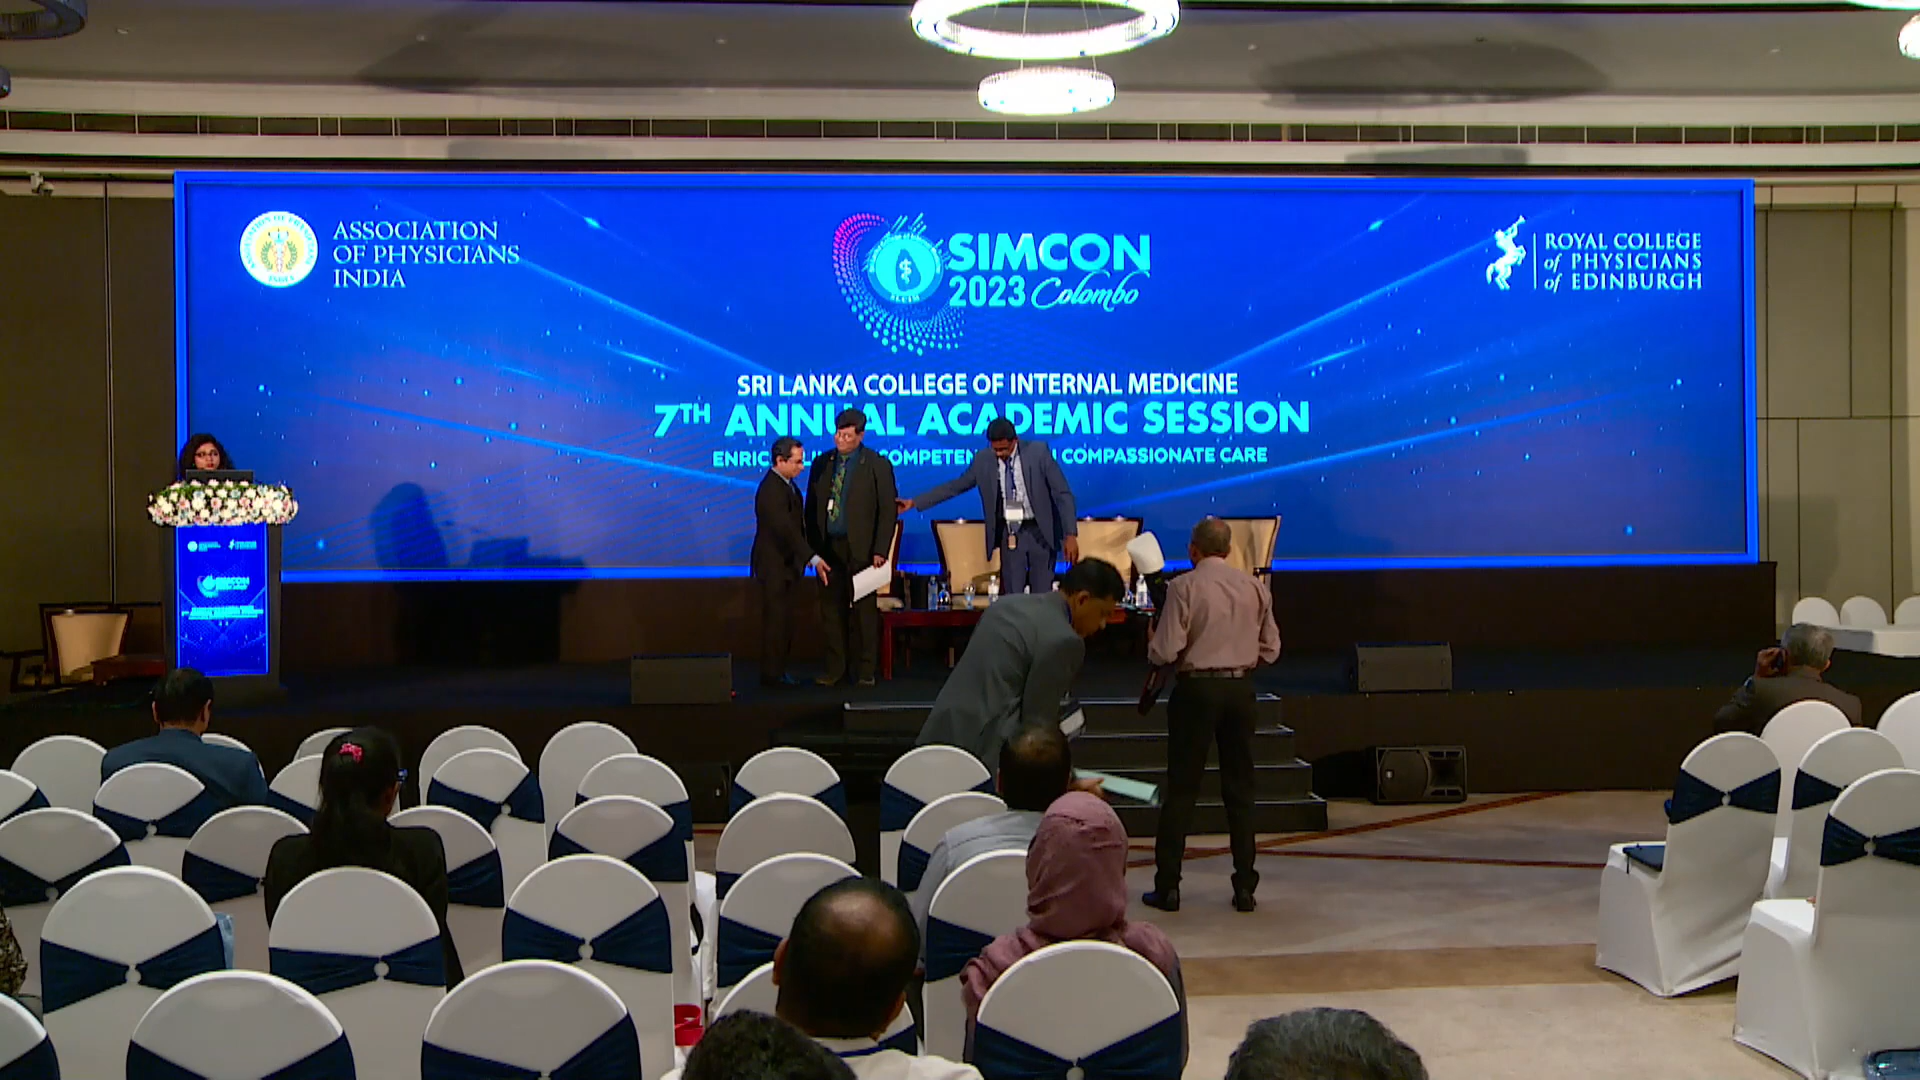 ASSOCIATION
OF PHYSICIANS
INDIA
SIMCON
2023 Colombo
ROYAL COLLEGE
of PHYSICIANS
of EDINBURGH
SRI LANKA COLLEGE OF INTERNAL MEDICINE
7TH ANNUAL ACADEMIC SESSION
COMPASSIONATE CARE
SIMCON